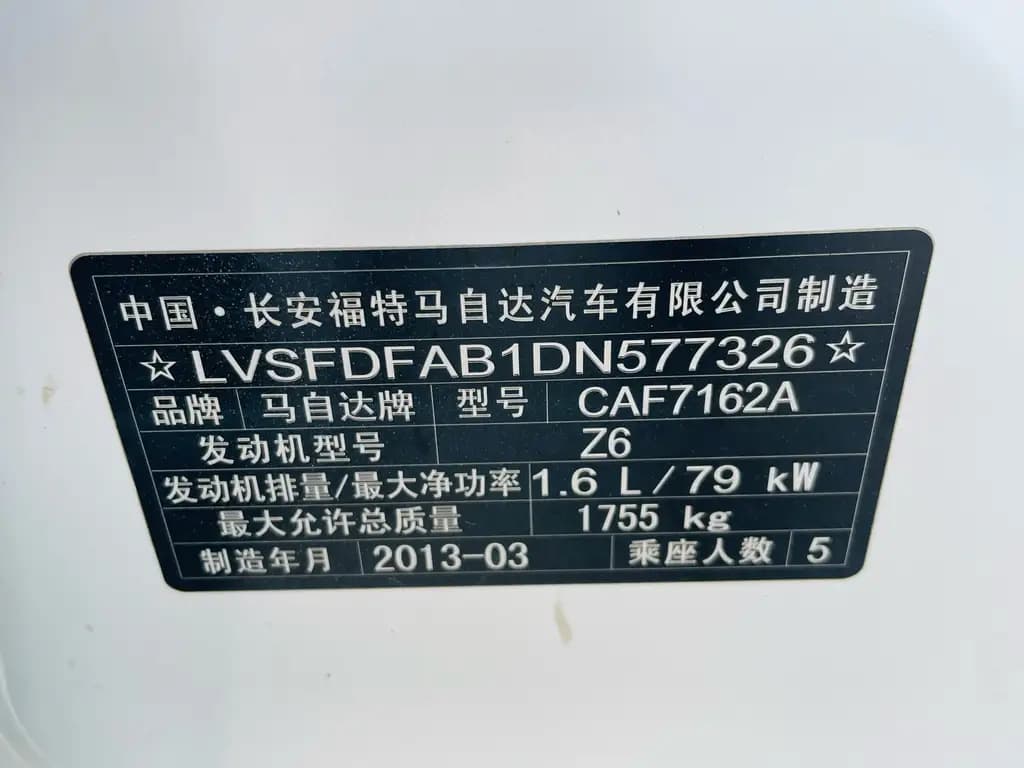 中国·长安福特马自达汽车有限公司制造
☆LVSFDFAB1DN577326☆
品牌 马自达牌 型号 CAF7162A
发动机型号 Z6
发动机排量/最大净功率 1.6 L/79 kW
最大允许总质量 1755 kg
制造年月 2013-03 乘座人数 5